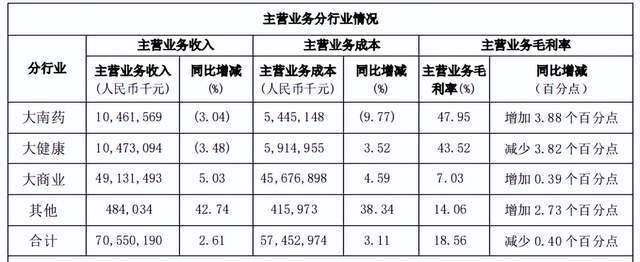 主营业务分行业情况
分行业 主营业务收入 主营业务成本 主营业务毛利率
主营业务收入(人民币千元) 同比增减(%) 主营业务成本(人民币千元) 同比增减(%) 主营业务毛利率(%) 同比增减(百分点)
大南药 10,461,569 (3.04) 5,445,148 (9.77) 47.95 增加 3.88 个百分点
大健康 10,473,094 (3.48) 5,914,955 3.52 43.52 减少 3.82 个百分点
大商业 49,131,493 5.03 45,676,898 4.59 7.03 增加 0.39 个百分点
其他 484,034 42.74 415,973 38.34 14.06 增加 2.73 个百分点
合计 70,550,190 2.61 57,452,974 3.11 18.56 减少 0.40 个百分点